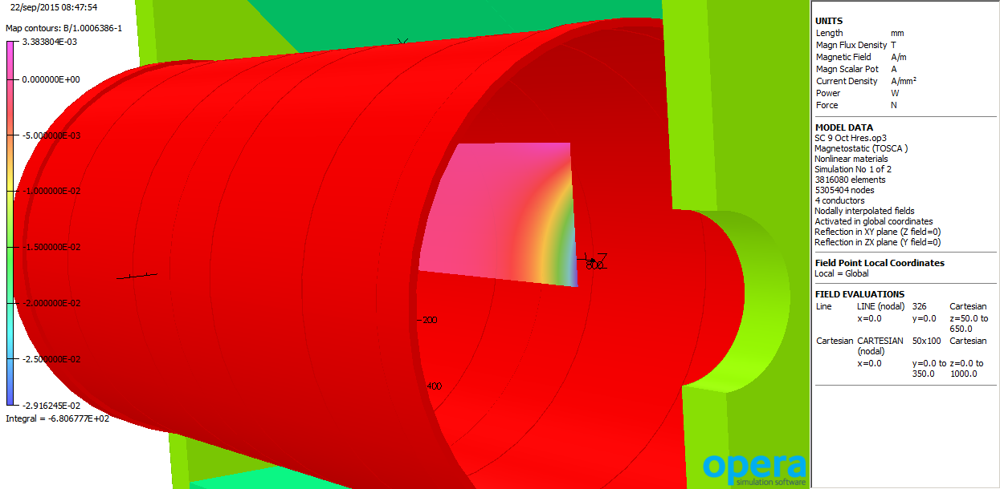 22/sep/2015 08:47:54
Map contours: B/1.0006386-1
3.383804E-03
0.000000E+00
-5.000000E-03
-1.000000E-02
-1.500000E-02
-2.000000E-02
-2.500000E-02
-2.916245E-02
Integral = -6.806777E+02
Y
Z
200
400
UNITS
Length mm
Magn Flux Density T
Magnetic Field A/m
Magn Scalar Pot A
Current Density A/mm²
Power W
Force N
MODEL DATA
SC 9 Oct Hres.op3
Magnetostatic (TOSCA )
Nonlinear materials
Simulation No 1 of 2
3816080 elements
5305404 nodes
4 conductors
Nodally interpolated fields
Activated in global coordinates
Reflection in XY plane (Z field=0)
Reflection in ZX plane (Y field=0)
Field Point Local Coordinates
Local = Global
FIELD EVALUATIONS
Line LINE (nodal) 326 Cartesian
x=0.0 y=0.0 z=50.0 to
650.0
Cartesian CARTESIAN 50x100 Cartesian
(nodal)
x=0.0 y=0.0 to z=0.0 to
350.0 1000.0
opera
simulation software